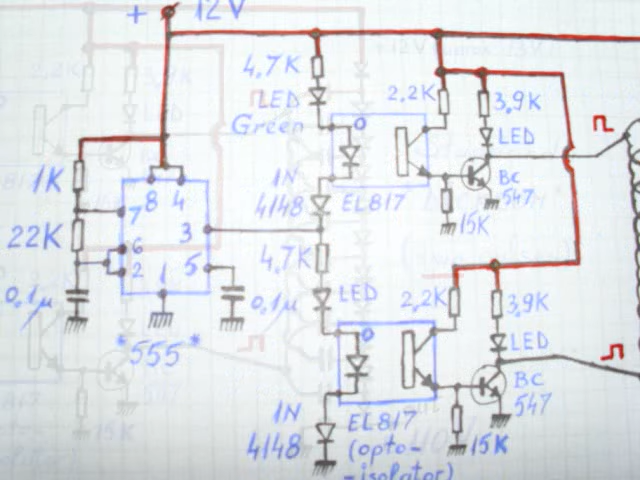 + 12V
4,7K
LED
Green
2,2K
3,9K
LED
BC
547
15K
1N
4148
EL817
1K
22K
0,1µ
8 4
7
6
2
3
5
1
*555*
0,1µ
4,7K
LED
2,2K
3,9K
LED
BC
547
15K
1N
4148
EL817
(opto-
-isolator)